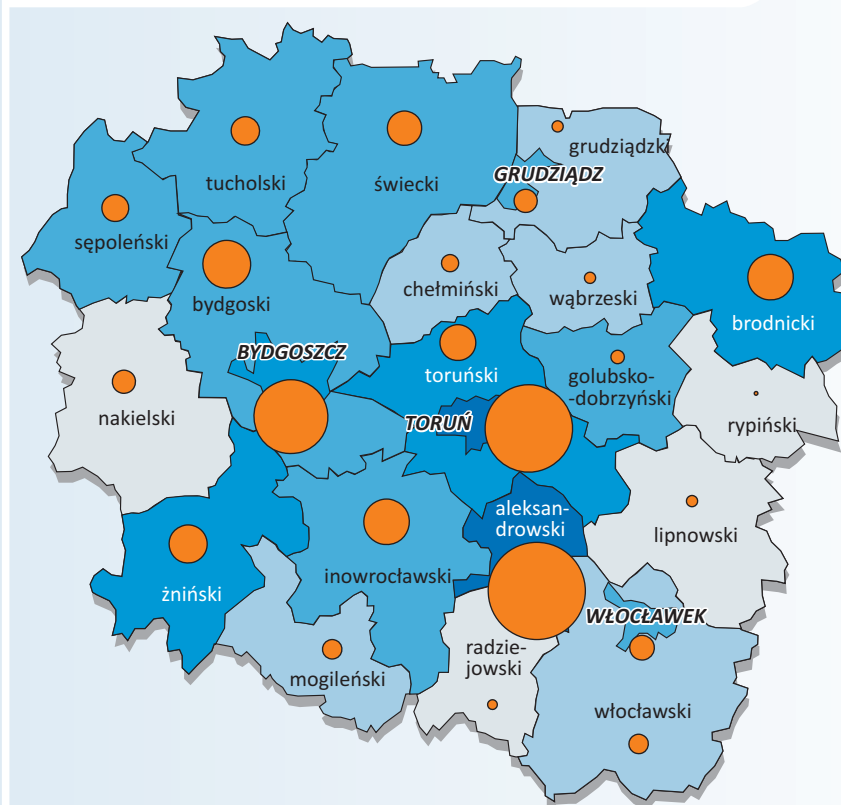 grudziądzki
GRUDZIĄDZ
tucholski
świecki
sępoleński
chełmiński
wąbrzeski
bydgoski
brodnicki
BYDGOSZCZ
toruński
golubsko-
-dobrzyński
nakielski
TORUŃ
rypiński
aleksan-
drowski
lipnowski
żniński
inowrocławski
WŁOCŁAWEK
radzie-
jowski
mogileński
włocławski